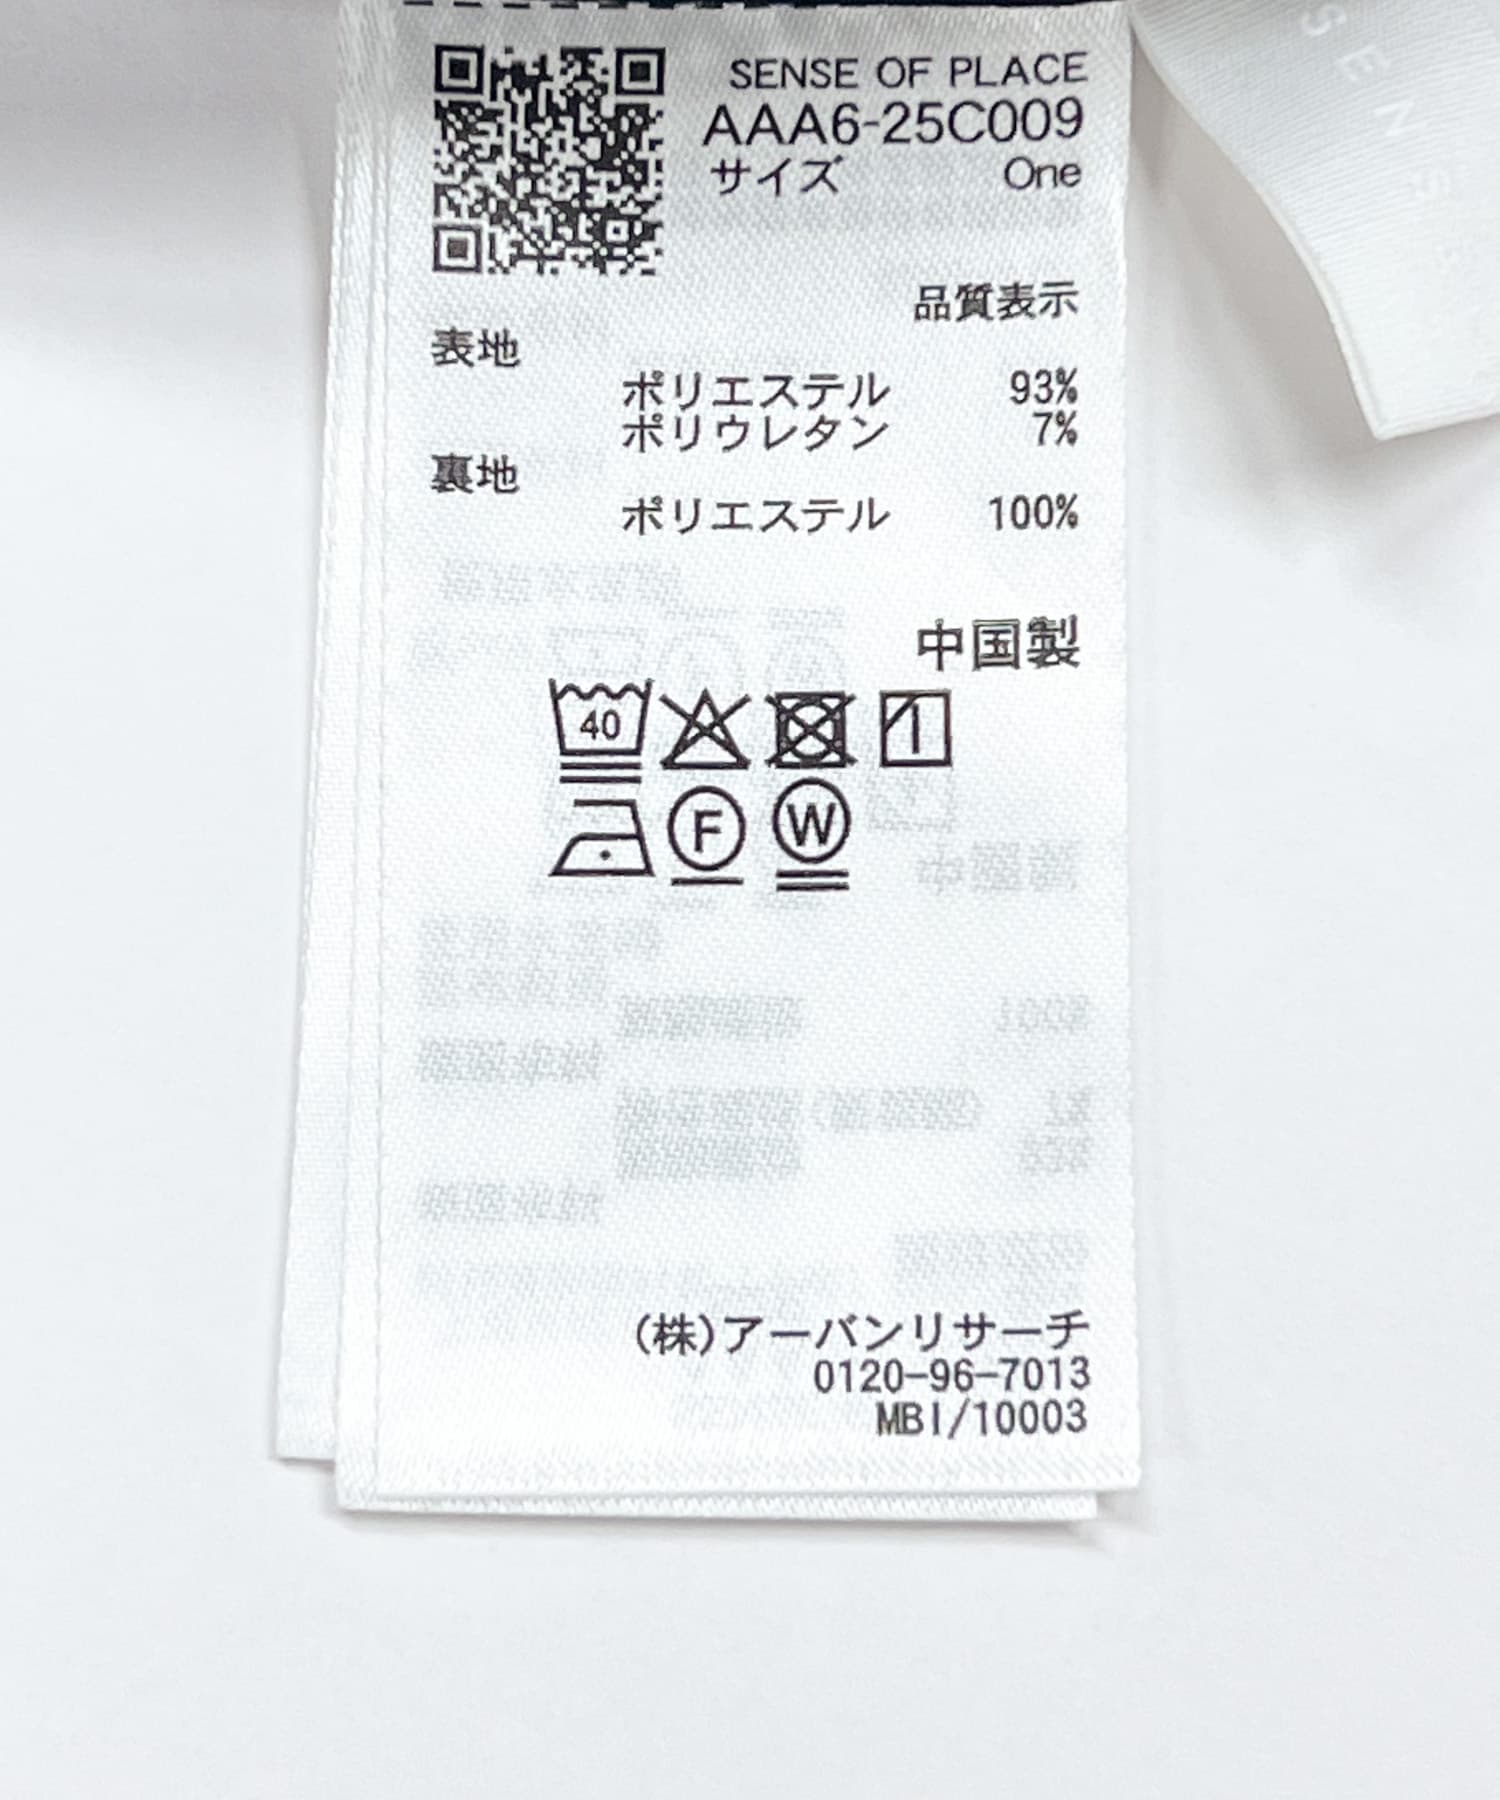 SENSE OF PLACE
AAA6-25C009
サイズ One
品質表示
表地
ポリエステル 93%
ポリウレタン 7%
裏地
ポリエステル 100%
中国製
40
F
W
(株)アーバンリサーチ
0120-96-7013
MBI/10003
SENS